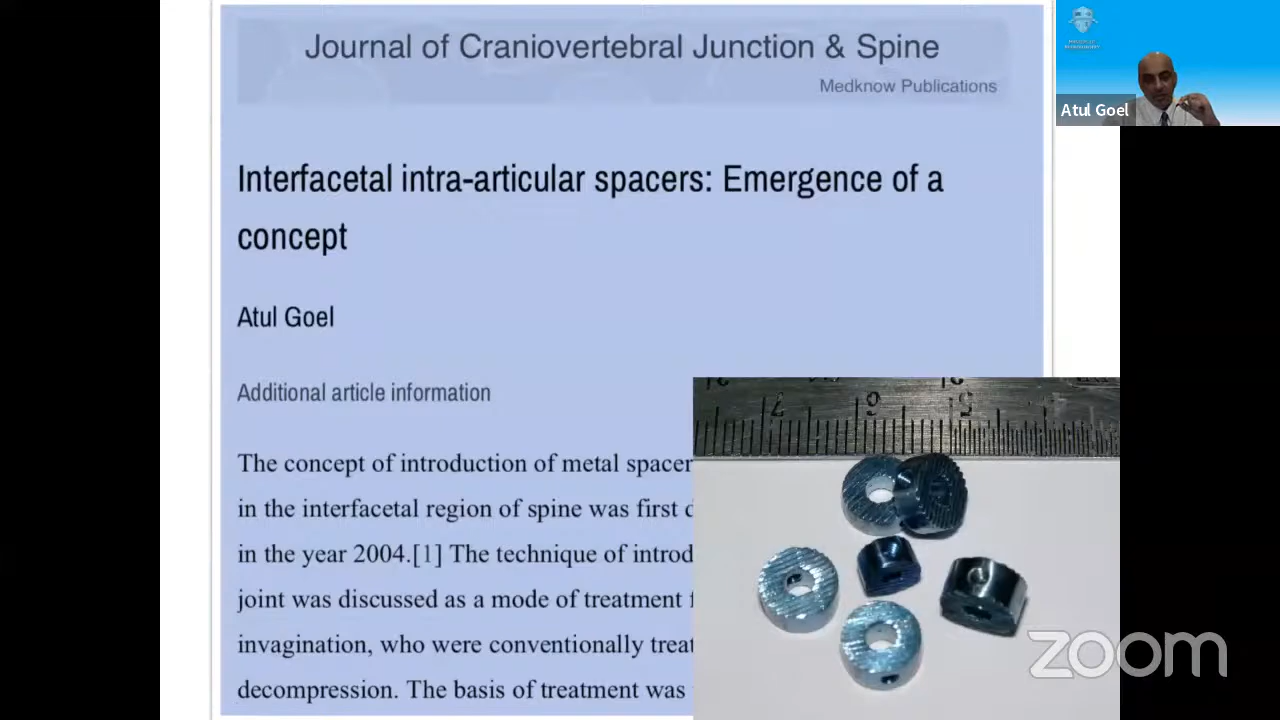 Journal of Craniovertebral Junction & Spine
Medknow Publications
Atul Goel
Interfacetal intra-articular spacers: Emergence of a
concept
Atul Goel
Additional article information
The concept of introduction of metal spacer
in the interfacetal region of spine was first d
in the year 2004.[1] The technique of introd
joint was discussed as a mode of treatment f
invagination, who were conventionally treat
decompression. The basis of treatment was
7 6 5
zoom